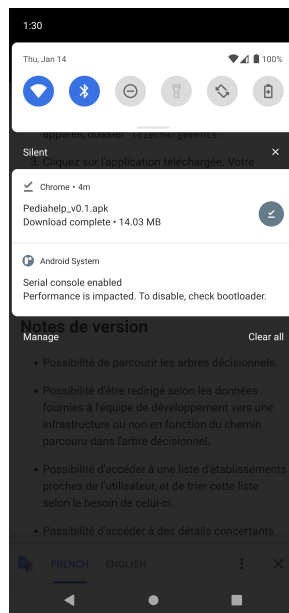 1:30
Thu, Jan 14
100%
appareil, dossier Téléchargements
Silent
3. Cliquez sur l'application téléchargée. Votre
Chrome • 4m
Pediahelp_v0.1.apk
Download complete • 14.03 MB
Android System
Serial console enabled
Performance is impacted. To disable, check bootloader.
Notes de version
Manage
Clear all
• Possibilité de parcourir les arbres décisionnels.
• Possibilité d'être redirigé selon les données
fournies à l'équipe de développement vers une
infrastructure ou non en fonction du chemin
parcouru dans l'arbre décisionnel.
• Possibilité d'accéder à une liste d'établissements
proches de l'utilisateur, et de trier cette liste
selon le besoin de celui-ci.
• Possibilité d'accéder à des détails concertants
FRENCH
ENGLISH